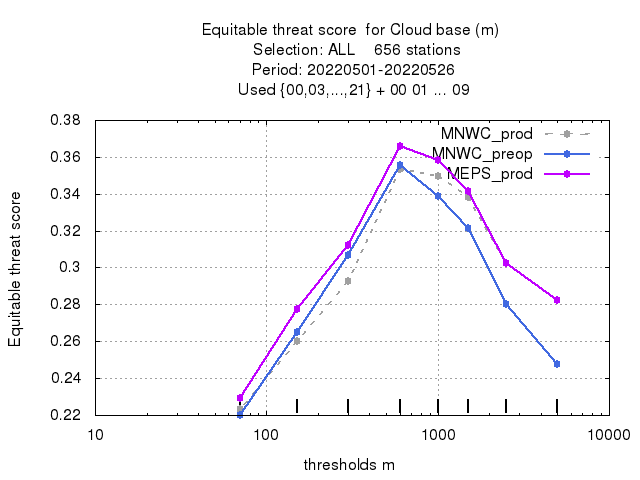 Equitable threat score  for Cloud base (m)
Selection: ALL    656 stations
Period: 20220501-20220526
Used {00,03,...,21} + 00 01 ... 09
MNWC_prod
MNWC_preop
MEPS_prod
Equitable threat score
0.38
0.36
0.34
0.32
0.3
0.28
0.26
0.24
0.22
10 100 1000 10000
thresholds m